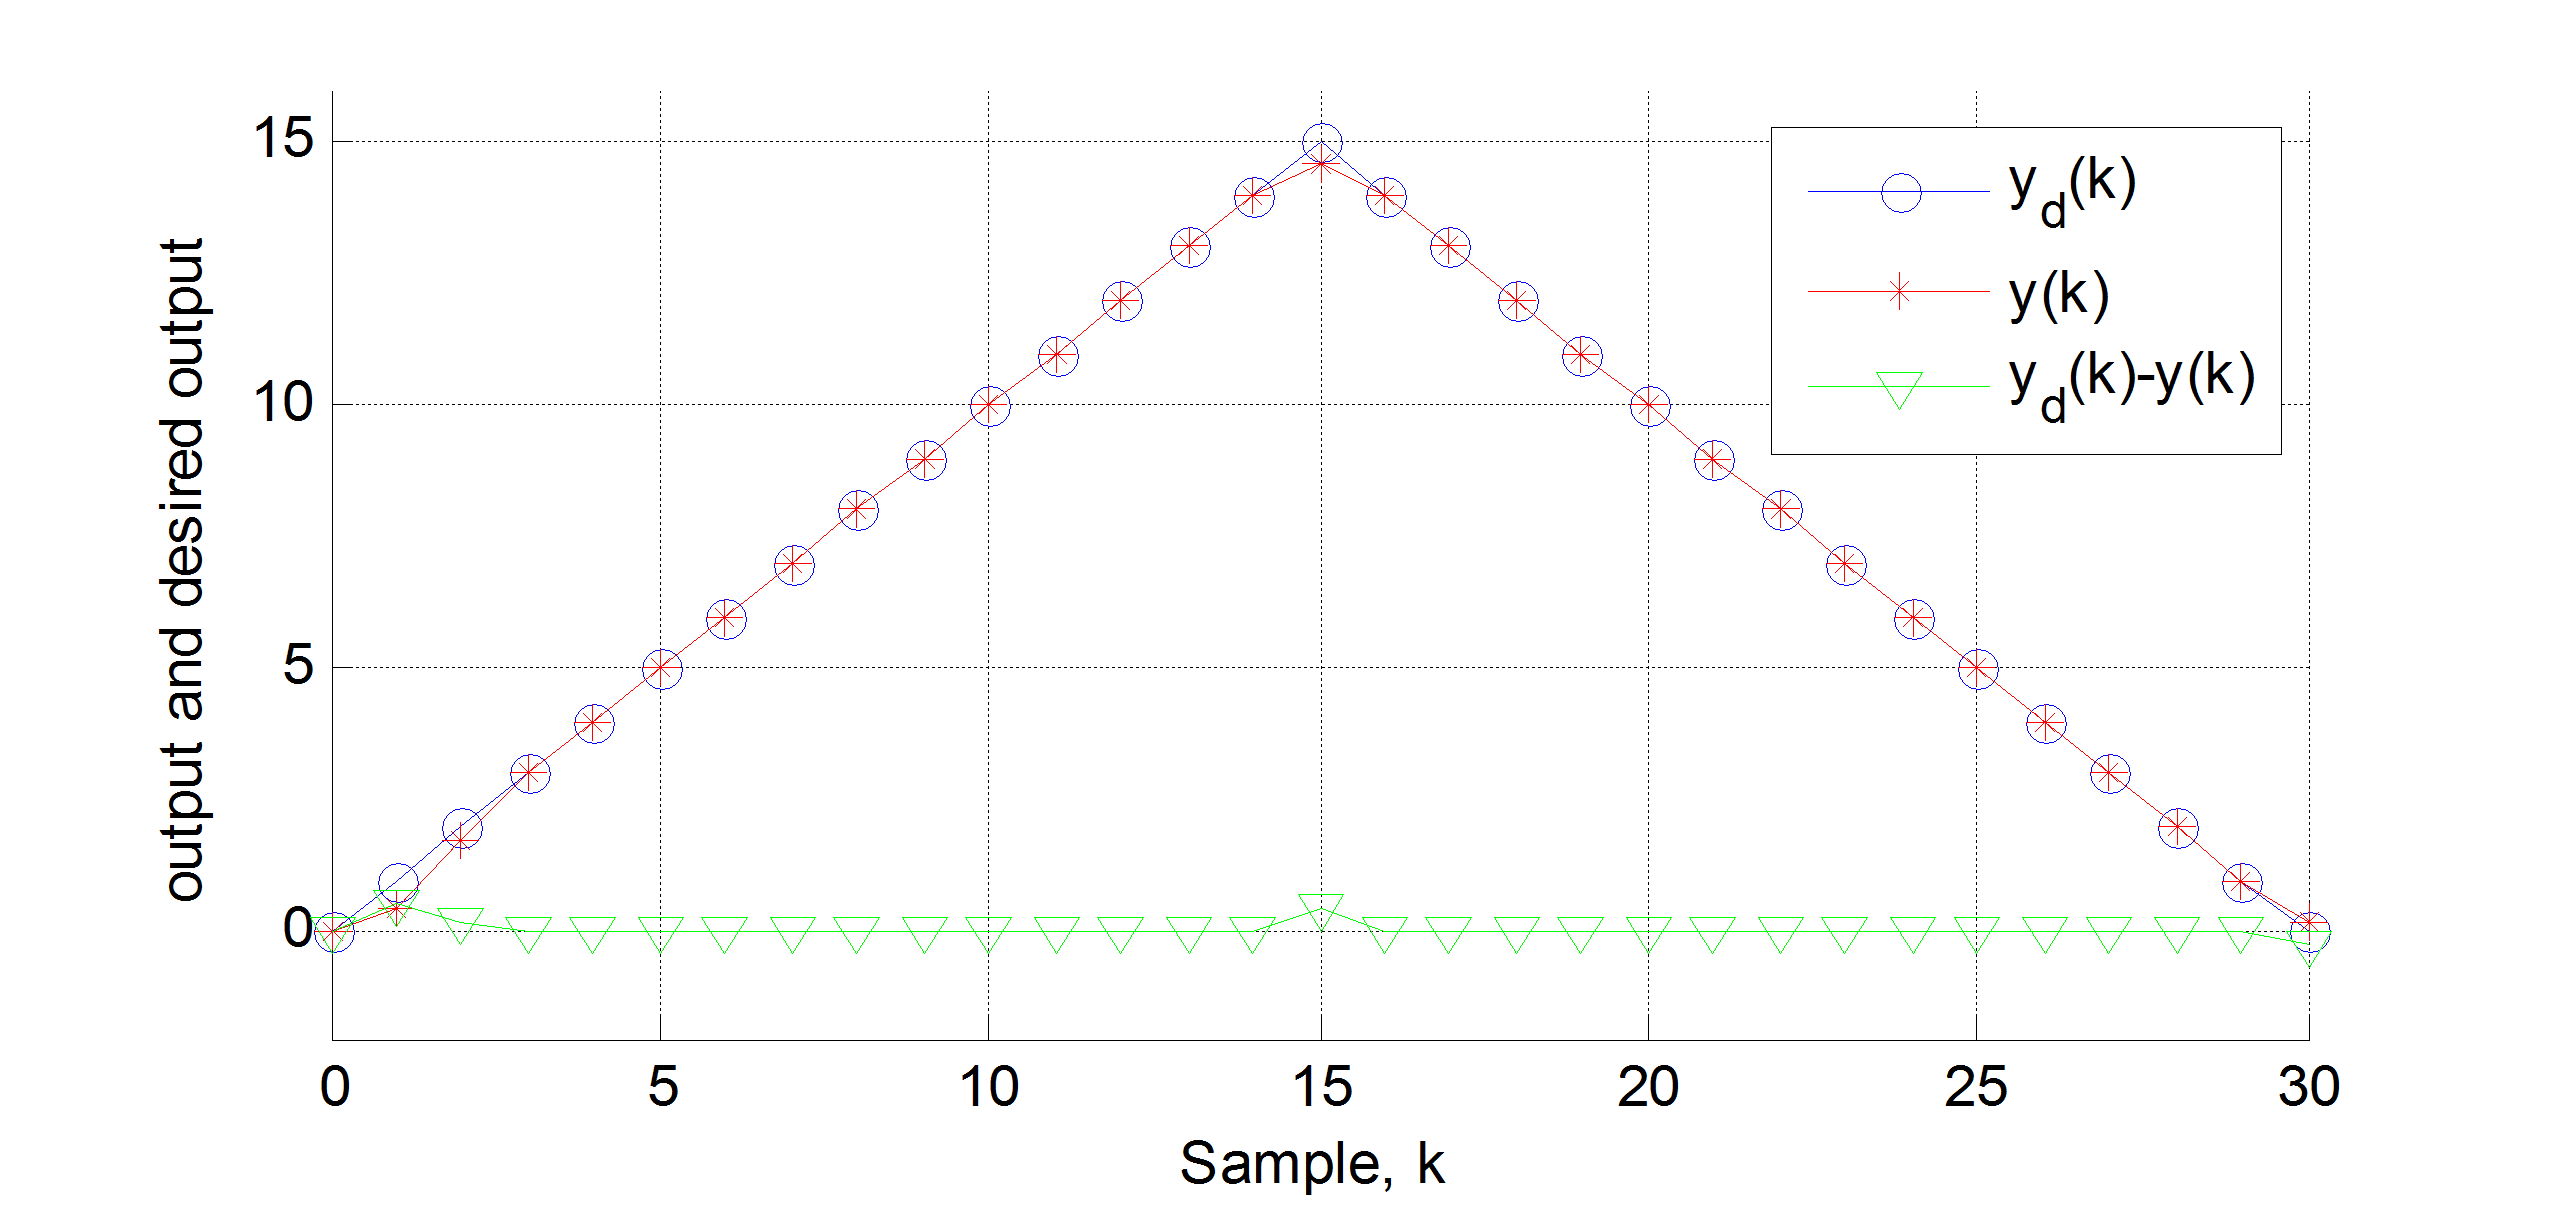 15
10
5
0
0 5 10 15 20 25 30
Sample, k
output and desired output
y_d(k)
y(k)
y_d(k)-y(k)